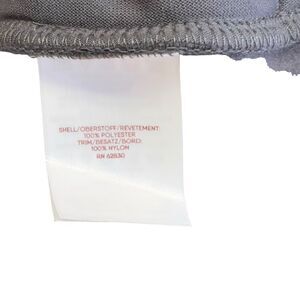 SHELL/OBERSTOFF/REVETEMENT:
100% POLYESTER
TRIM/BESATZ/BORD:
100% NYLON
RN 62830